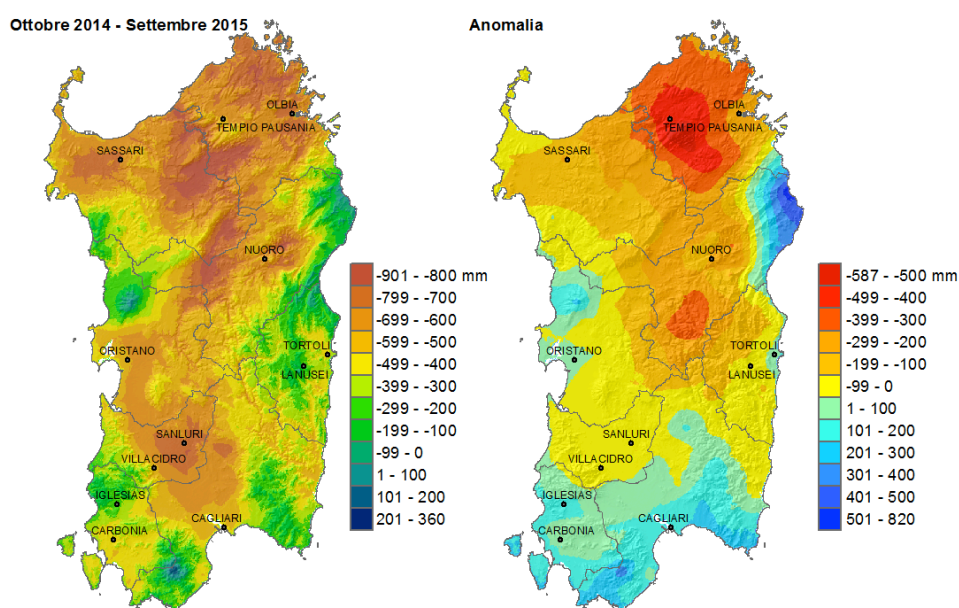 Ottobre 2014 - Settembre 2015
OLBIA
TEMPIO PAUSANIA
SASSARI
NUORO
ORISTANO
TORTOLI
LANUSEI
SANLURI
VILLACIDRO
IGLESIAS
CAGLIARI
CARBONIA
-901 - -800 mm
-799 - -700
-699 - -600
-599 - -500
-499 - -400
-399 - -300
-299 - -200
-199 - -100
-99 - 0
1 - 100
101 - 200
201 - 360
Anomalia
OLBIA
TEMPIO PAUSANIA
SASSARI
NUORO
ORISTANO
TORTOLI
LANUSEI
SANLURI
VILLACIDRO
IGLESIAS
CAGLIARI
CARBONIA
-587 - -500 mm
-499 - -400
-399 - -300
-299 - -200
-199 - -100
-99 - 0
1 - 100
101 - 200
201 - 300
301 - 400
401 - 500
501 - 820